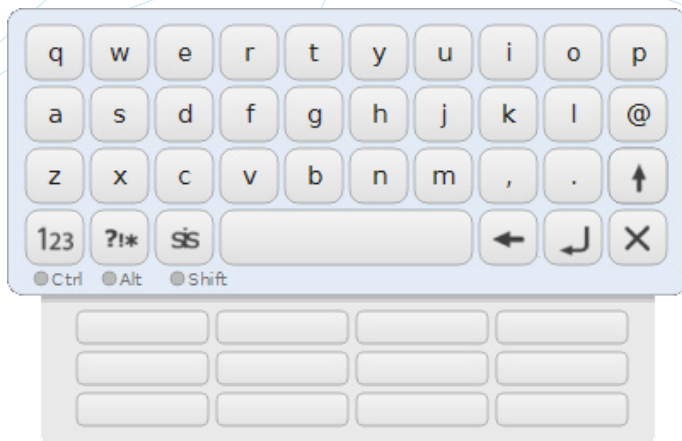 q w e r t y u i o p
a s d f g h j k l @
z x c v b n m , .
123 ?!* sis
Ctrl Alt Shift